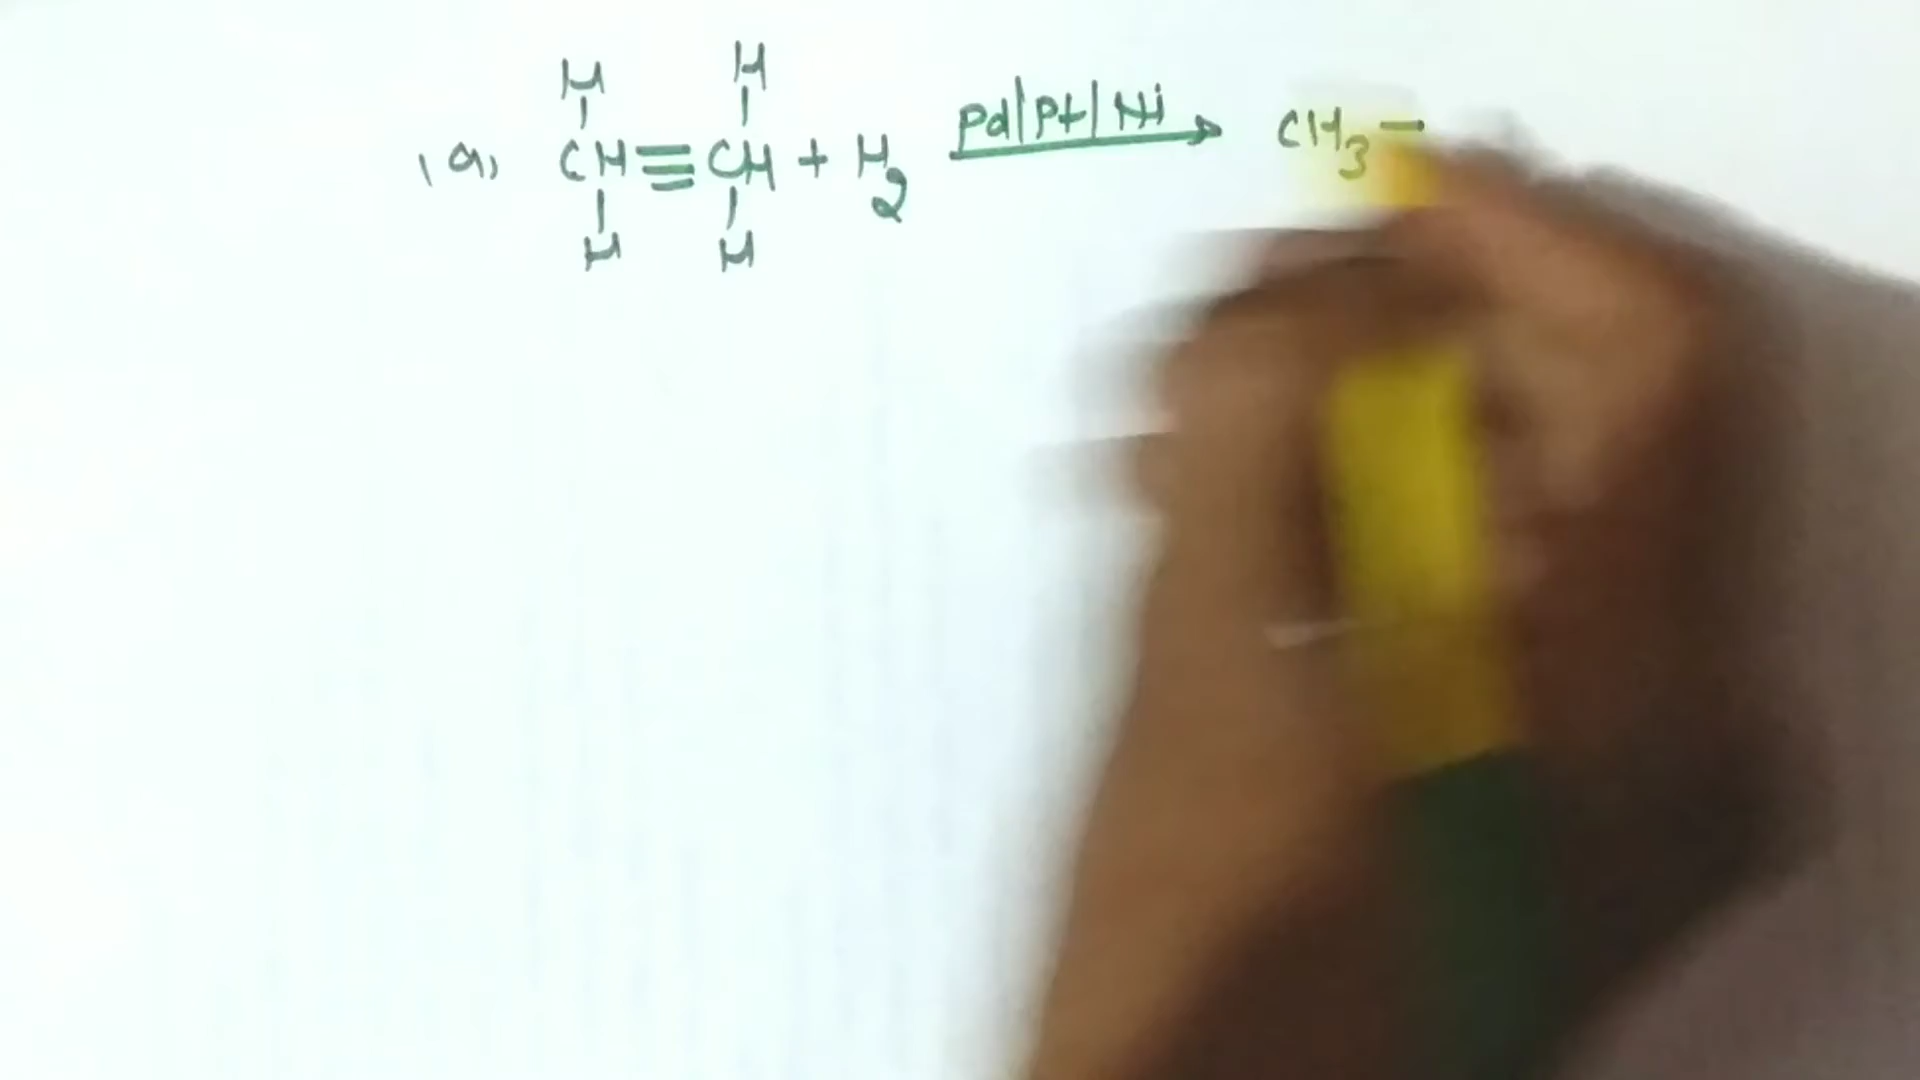 H H
(a) CH≡CH + H2 Pd|Pt|Ni → CH3–
H H